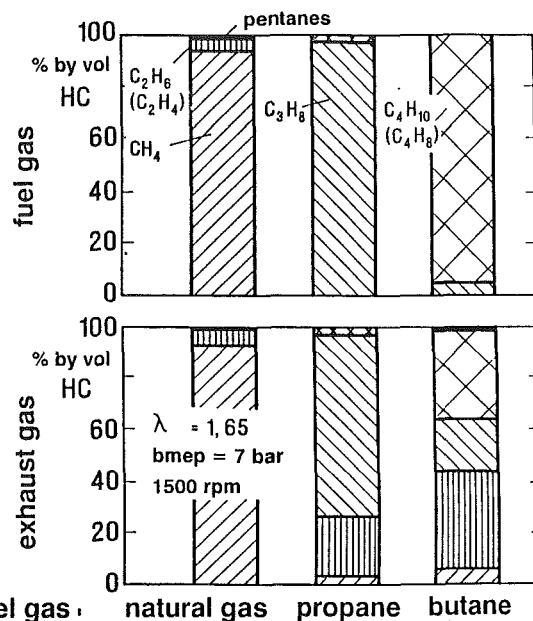 pentanes
100
% by vol
HC
60
40
20
0
fuel gas
C2H6
(C2H4)
CH4
C3H8
C4H10
(C4H8)
100
% by vol
HC
60
40
20
0
exhaust gas
λ = 1,65
bmep = 7 bar
1500 rpm
el gas natural gas propane butane